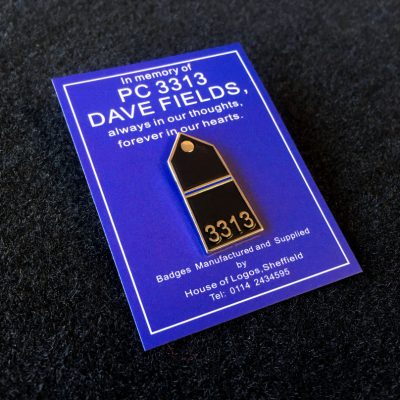 in memory of
PC 3313
DAVE FIELDS,
always in our thoughts,
forever in our hearts.
3313
Badges Manufactured and Supplied
by
House of Logos,Sheffield
Tel: 0114 2434595